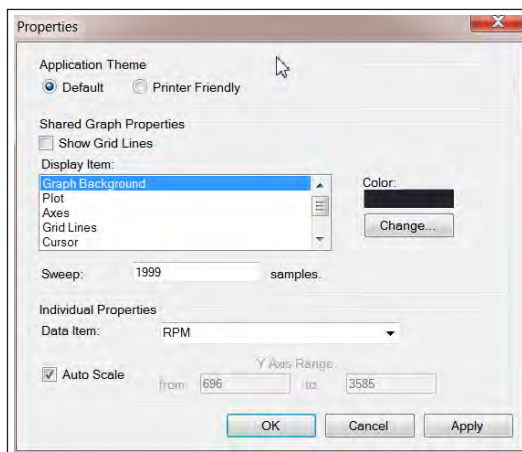 Properties
Application Theme
Default Printer Friendly
Shared Graph Properties
Show Grid Lines
Display Item:
Graph Background
Plot
Axes
Grid Lines
Cursor
Color:
Change...
Sweep: 1999 samples.
Individual Properties
Data Item: RPM
Auto Scale
Y Axis Range
from 696 to 3585
OK Cancel Apply